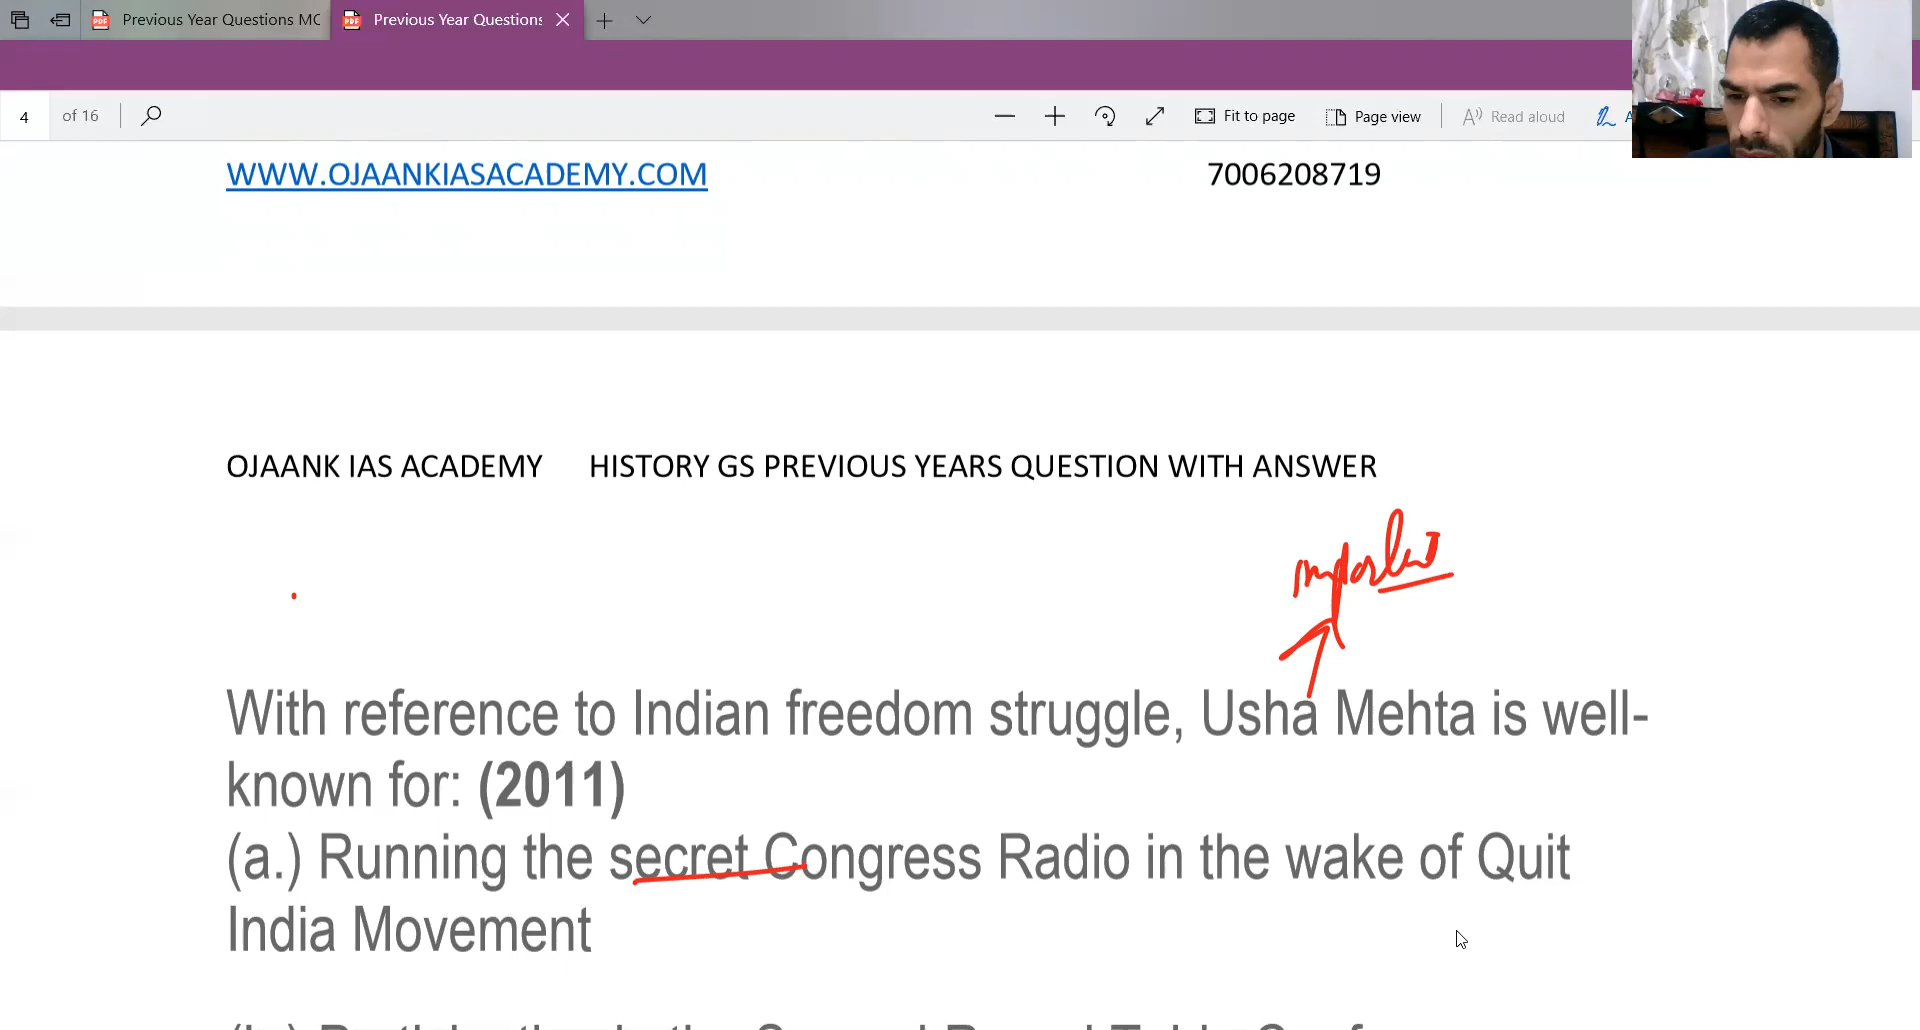 Previous Year Questions MC
Previous Year Questions
4 of 16
Fit to page
Page view
Read aloud
WWW.OJAANKIASACADEMY.COM 7006208719
OJAANK IAS ACADEMY HISTORY GS PREVIOUS YEARS QUESTION WITH ANSWER
With reference to Indian freedom struggle, Usha Mehta is well-
known for: (2011)
(a.) Running the secret Congress Radio in the wake of Quit
India Movement